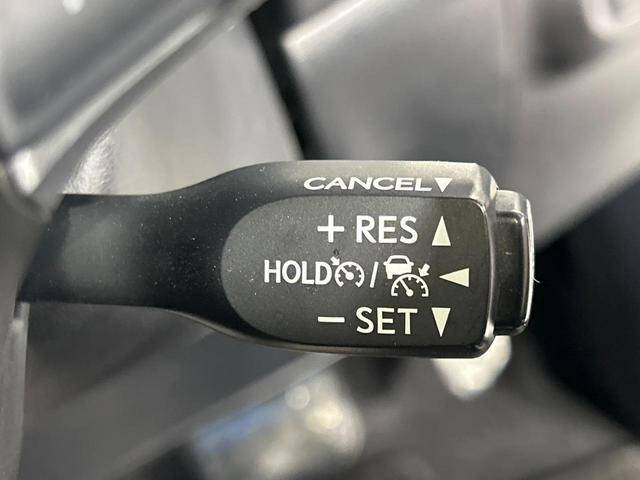 CANCEL▼
+ RES ▲
HOLD / ◀
− SET ▼